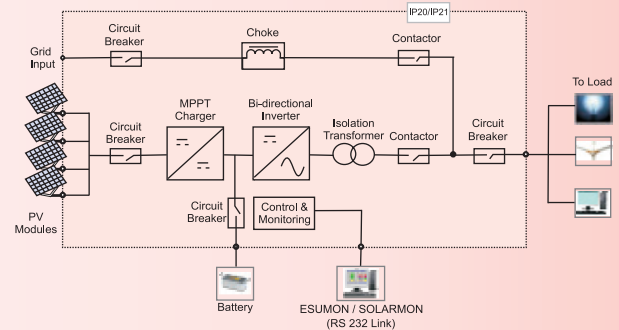 IP20/IP21
Circuit
Breaker
Choke
Contactor
Grid
Input
To Load
MPPT
Charger
Bi-directional
Inverter
Circuit
Breaker
Isolation
Transformer
Contactor
Circuit
Breaker
PV
Modules
Circuit
Breaker
Control &
Monitoring
Battery
ESUMON / SOLARMON
(RS 232 Link)